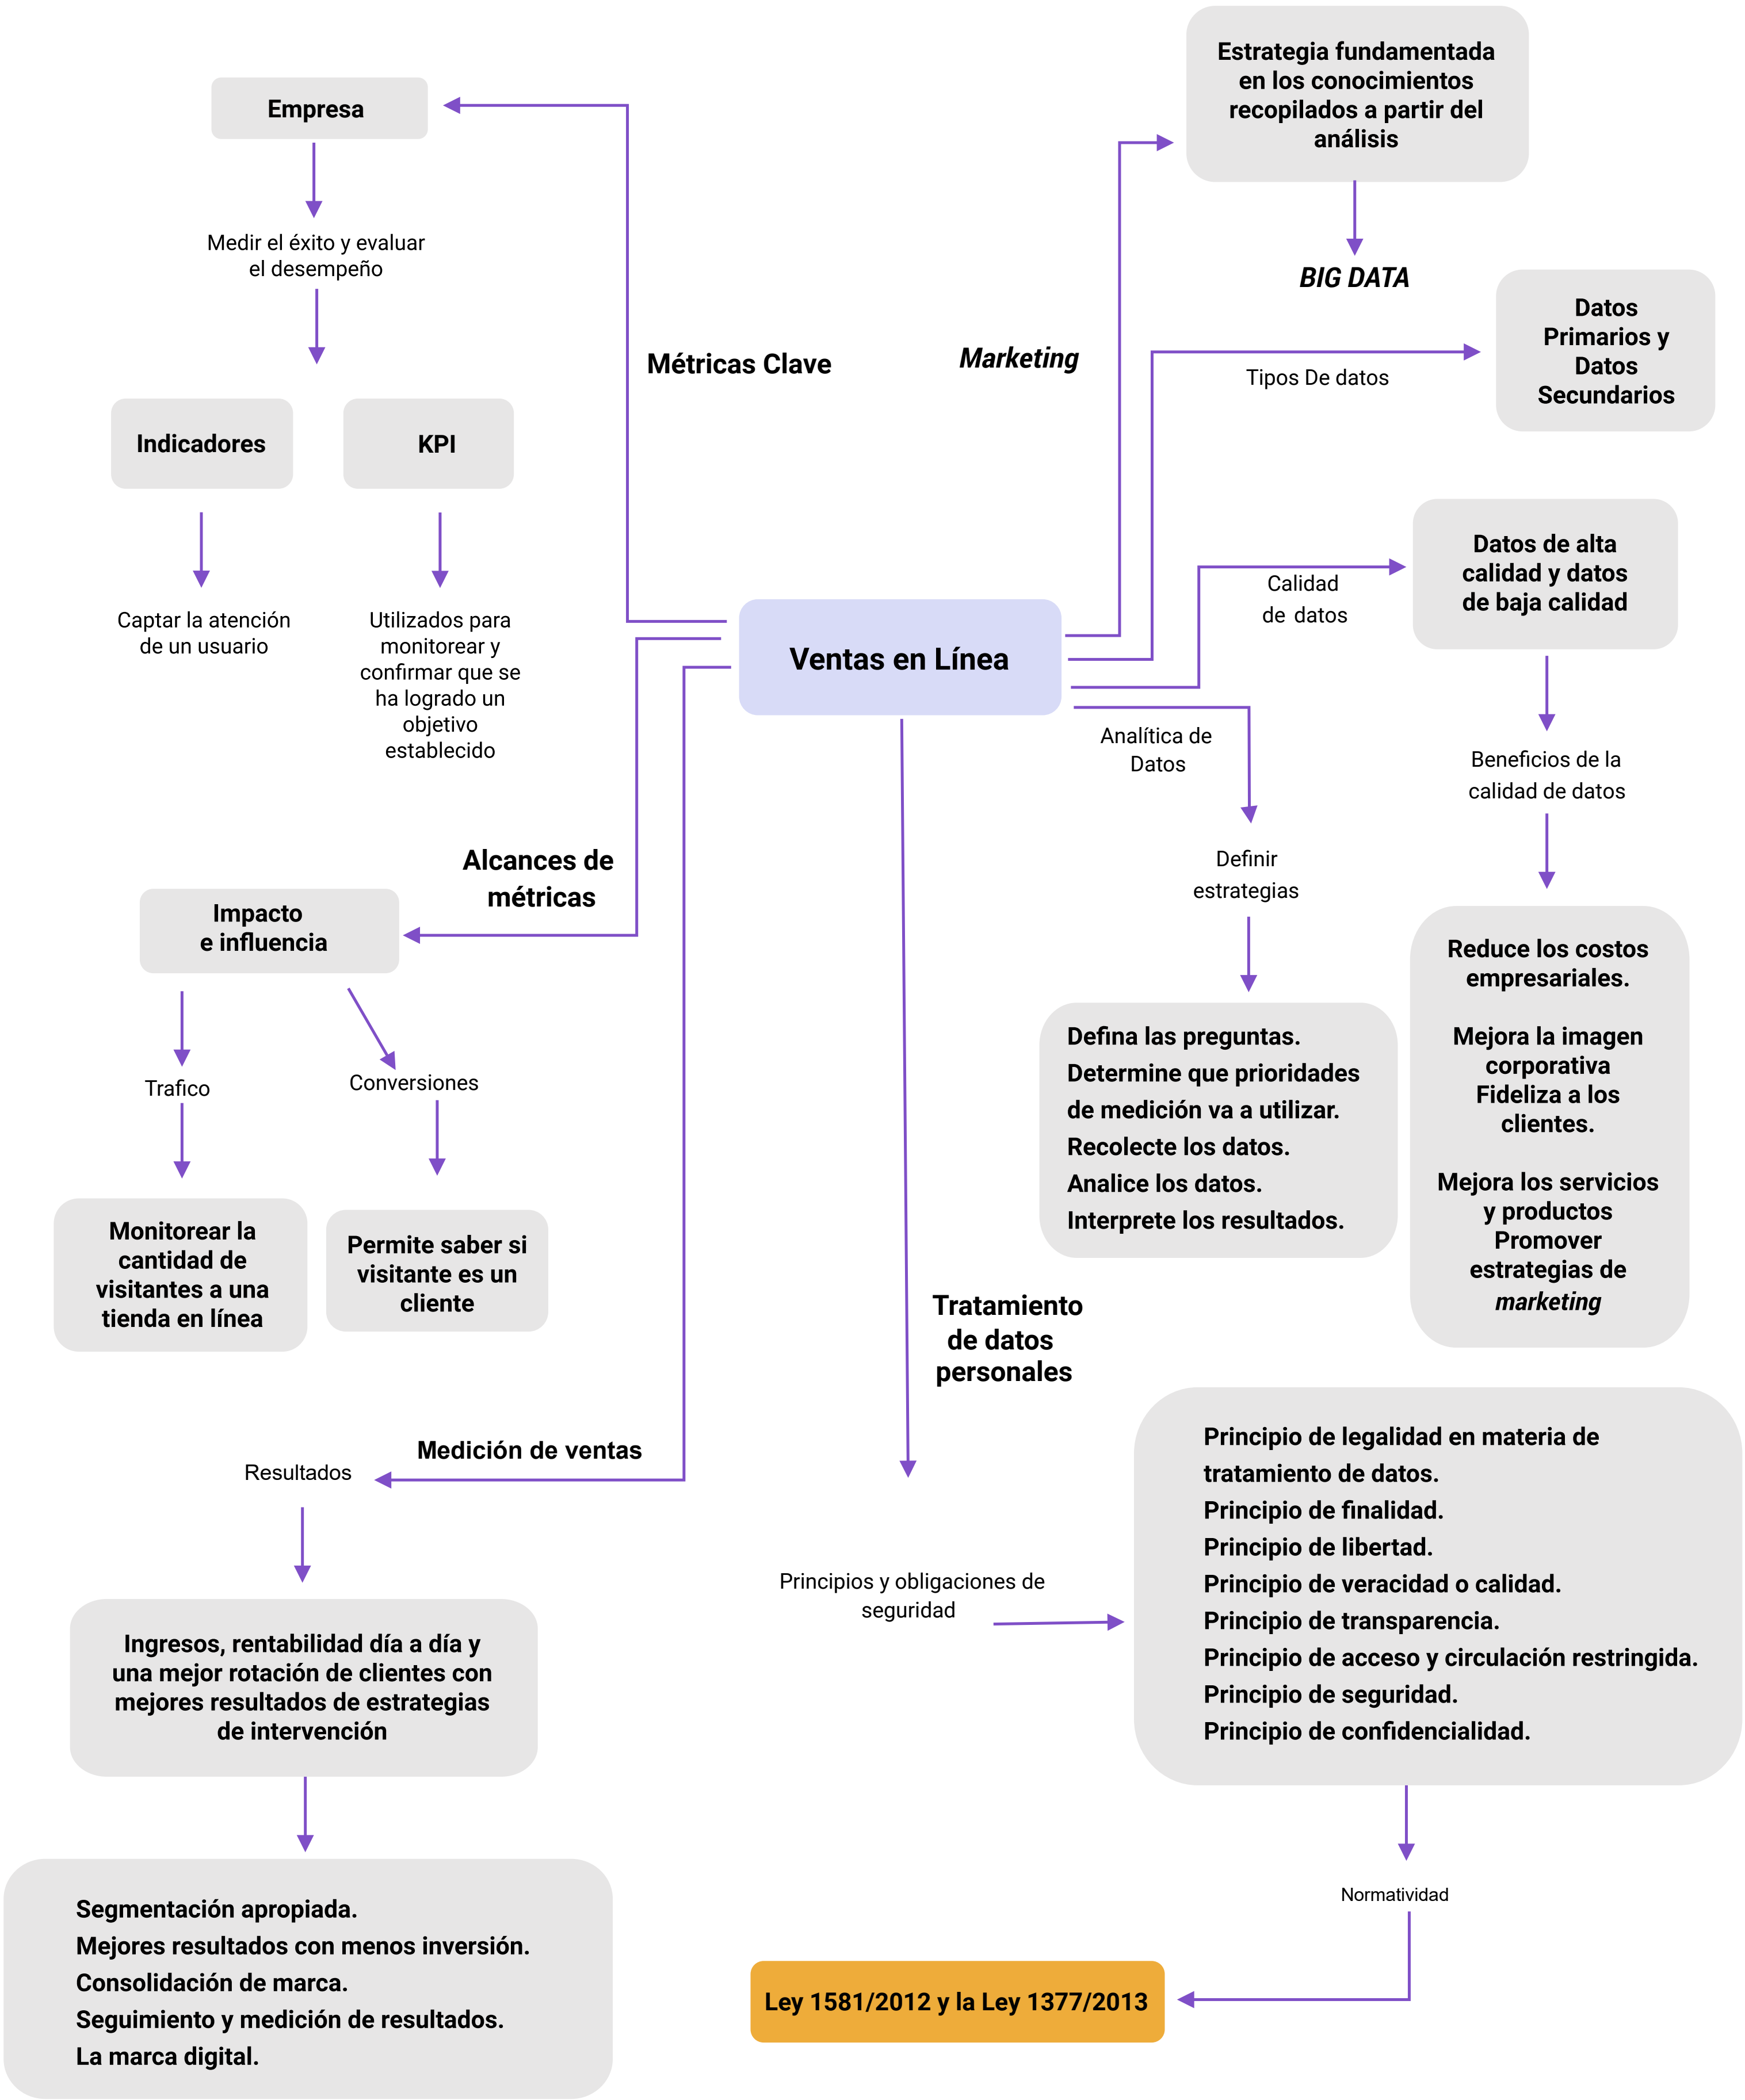 Empresa
Medir el éxito y evaluar
el desempeño
Indicadores
KPI
Captar la atención
de un usuario
Utilizados para
monitorear y
confirmar que se
ha logrado un
objetivo
establecido
Métricas Clave
Marketing
Estrategia fundamentada
en los conocimientos
recopilados a partir del
análisis
BIG DATA
Tipos De datos
Datos
Primarios y
Datos
Secundarios
Ventas en Línea
Calidad
de datos
Datos de alta
calidad y datos
de baja calidad
Beneficios de la
calidad de datos
Reduce los costos
empresariales.
Mejora la imagen
corporativa
Fideliza a los
clientes.
Mejora los servicios
y productos
Promover
estrategias de
marketing
Analítica de
Datos
Definir
estrategias
Defina las preguntas.
Determine que prioridades
de medición va a utilizar.
Recolecte los datos.
Analice los datos.
Interprete los resultados.
Alcances de
métricas
Impacto
e influencia
Trafico
Conversiones
Monitorear la
cantidad de
visitantes a una
tienda en línea
Permite saber si
visitante es un
cliente
Medición de ventas
Resultados
Ingresos, rentabilidad día a día y
una mejor rotación de clientes con
mejores resultados de estrategias
de intervención
Segmentación apropiada.
Mejores resultados con menos inversión.
Consolidación de marca.
Seguimiento y medición de resultados.
La marca digital.
Tratamiento
de datos
personales
Principios y obligaciones de
seguridad
Principio de legalidad en materia de
tratamiento de datos.
Principio de finalidad.
Principio de libertad.
Principio de veracidad o calidad.
Principio de transparencia.
Principio de acceso y circulación restringida.
Principio de seguridad.
Principio de confidencialidad.
Normatividad
Ley 1581/2012 y la Ley 1377/2013